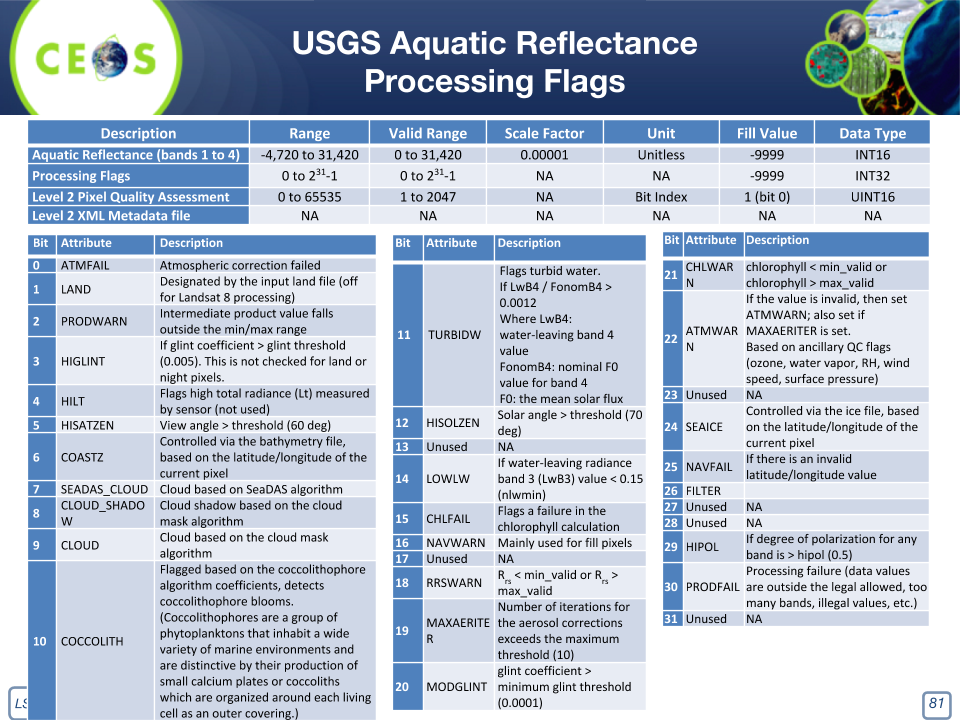 CEOS
USGS Aquatic Reflectance
Processing Flags
Description Range Valid Range Scale Factor Unit Fill Value Data Type
Aquatic Reflectance (bands 1 to 4) -4,720 to 31,420 0 to 31,420 0.00001 Unitless -9999 INT16
Processing Flags 0 to 2³¹-1 0 to 2³¹-1 NA NA -9999 INT32
Level 2 Pixel Quality Assessment 0 to 65535 1 to 2047 NA Bit Index 1 (bit 0) UINT16
Level 2 XML Metadata file NA NA NA NA NA NA
Bit Attribute Description
0 ATMFAIL Atmospheric correction failed
1 LAND Designated by the input land file (off
for Landsat 8 processing)
2 PRODWARN Intermediate product value falls
outside the min/max range
3 HIGLINT If glint coefficient > glint threshold
(0.005). This is not checked for land or
night pixels.
4 HILT Flags high total radiance (Lt) measured
by sensor (not used)
5 HISATZEN View angle > threshold (60 deg)
6 COASTZ Controlled via the bathymetry file,
based on the latitude/longitude of the
current pixel
7 SEADAS_CLOUD Cloud based on SeaDAS algorithm
8 CLOUD_SHADO
W Cloud shadow based on the cloud
mask algorithm
9 CLOUD Cloud based on the cloud mask
algorithm
10 COCCOLITH Flagged based on the coccolithophore
algorithm coefficients, detects
coccolithophore blooms.
(Coccolithophores are a group of
phytoplanktons that inhabit a wide
variety of marine environments and
are distinctive by their production of
small calcium plates or coccoliths
which are organized around each living
cell as an outer covering.)
Bit Attribute Description
11 TURBIDW Flags turbid water.
If LwB4 / FonomB4 >
0.0012
Where LwB4:
water-leaving band 4
value
FonomB4: nominal F0
value for band 4
F0: the mean solar flux
12 HISOLZEN Solar angle > threshold (70
deg)
13 Unused NA
14 LOWLW If water-leaving radiance
band 3 (LwB3) value < 0.15
(nlwmin)
15 CHLFAIL Flags a failure in the
chlorophyll calculation
16 NAVWARN Mainly used for fill pixels
17 Unused NA
18 RRSWARN Rrs < min_valid or Rrs >
max_valid
19 MAXAERITE
R Number of iterations for
the aerosol corrections
exceeds the maximum
threshold (10)
20 MODGLINT glint coefficient >
minimum glint threshold
(0.0001)
Bit Attribute Description
21 CHLWAR
N chlorophyll < min_valid or
chlorophyll > max_valid
22 ATMWAR
N If the value is invalid, then set
ATMWARN; also set if
MAXAERITER is set.
Based on ancillary QC flags
(ozone, water vapor, RH, wind
speed, surface pressure)
23 Unused NA
24 SEAICE Controlled via the ice file, based
on the latitude/longitude of the
current pixel
25 NAVFAIL If there is an invalid
latitude/longitude value
26 FILTER
27 Unused NA
28 Unused NA
29 HIPOL If degree of polarization for any
band is > hipol (0.5)
30 PRODFAIL Processing failure (data values
are outside the legal allowed, too
many bands, illegal values, etc.)
31 Unused NA
81